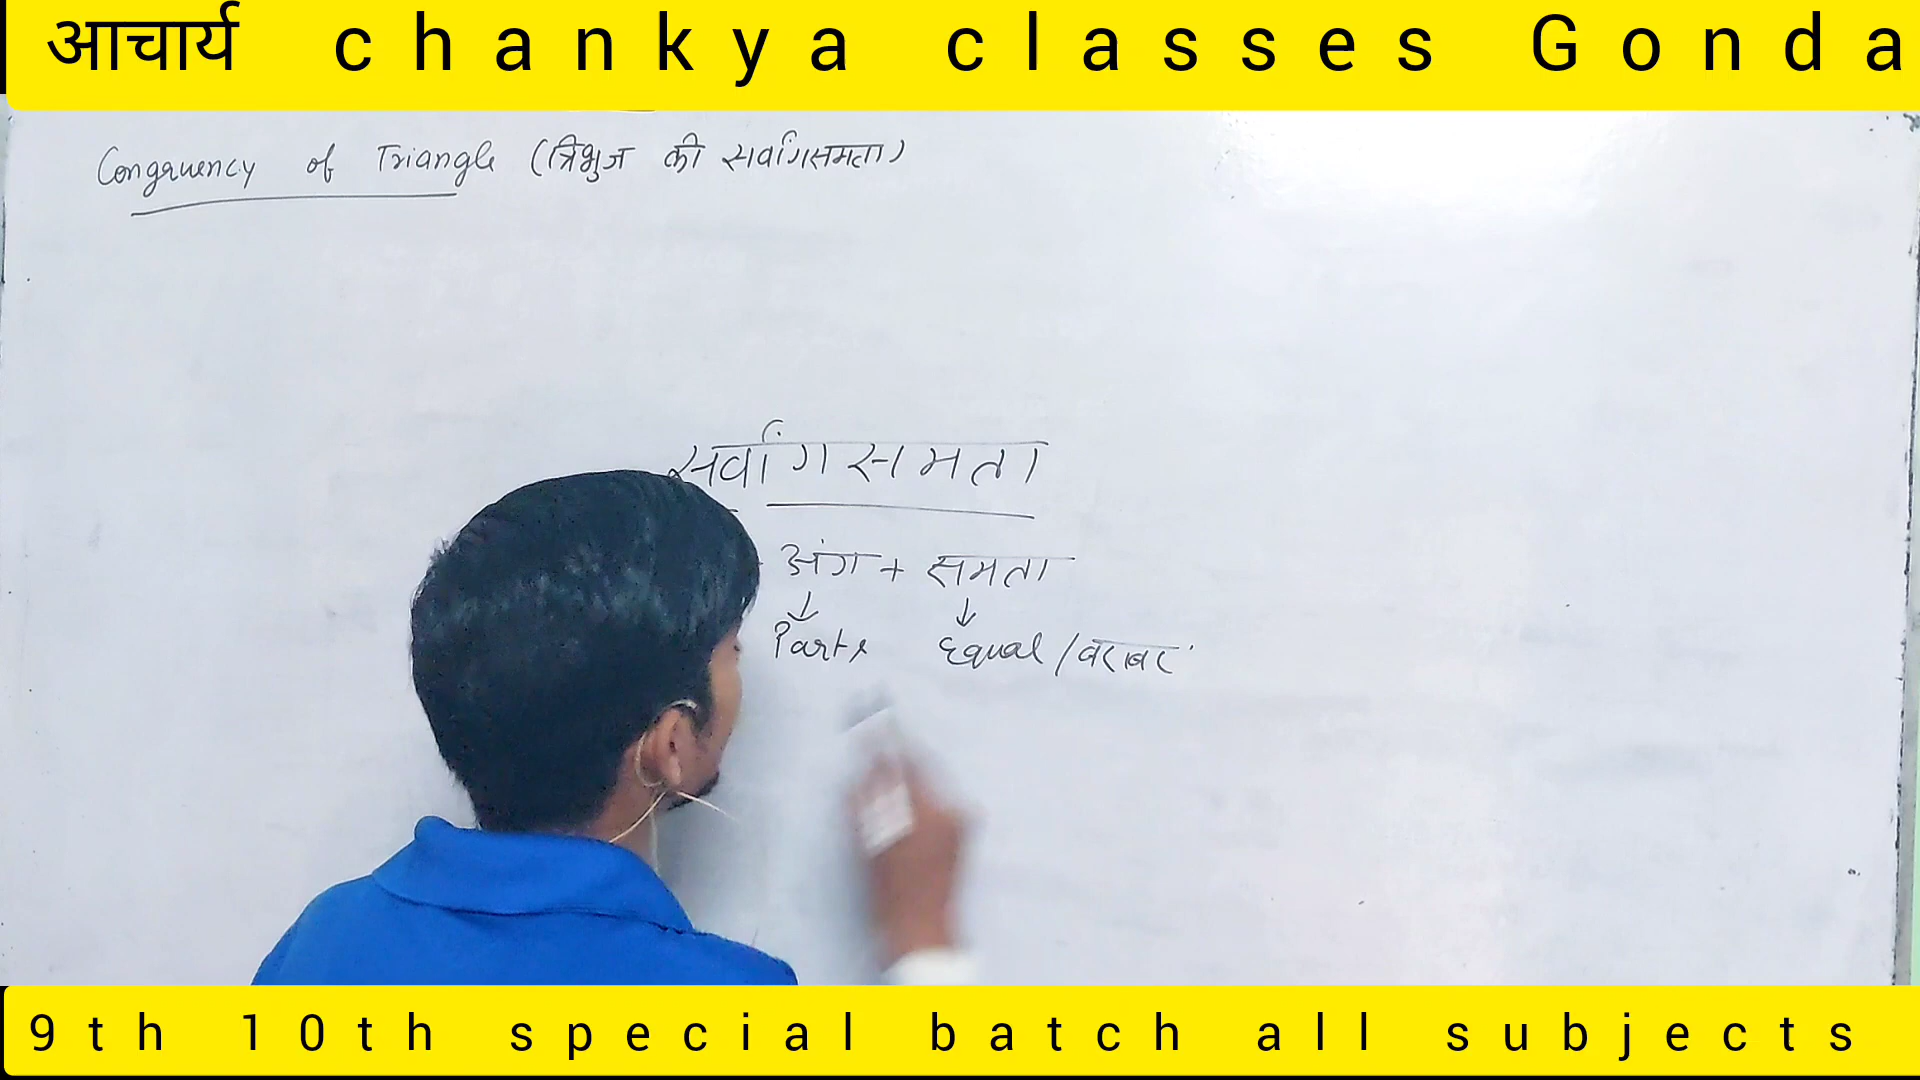 आचार्य chankya classes Gonda
Congruency of Triangle (त्रिभुज की सर्वांगसमता)
सर्वांगसमता
अंग + समता
↓ ↓
Parts Equal / बराबर
9th 10th special batch all subjects